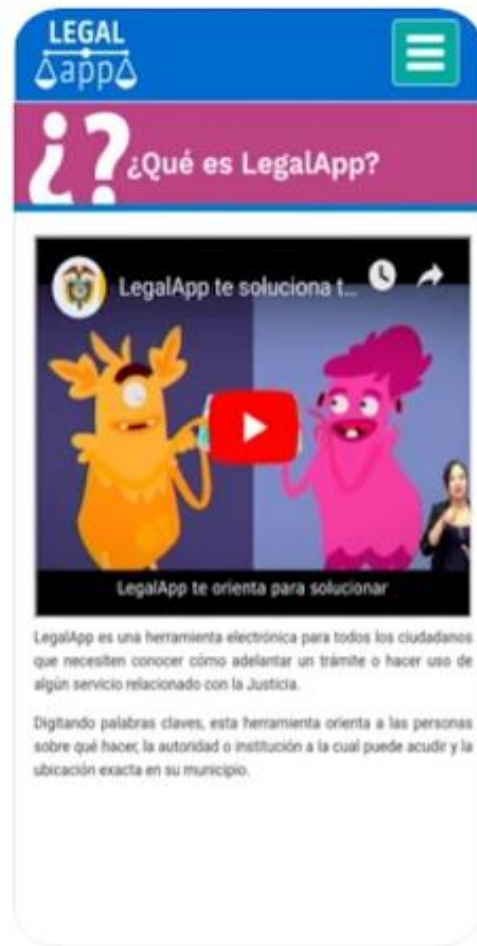 LEGAL
app
¿? ¿Qué es LegalApp?
LegalApp te soluciona t...
LegalApp te orienta para solucionar
LegalApp es una herramienta electrónica para todos los ciudadanos
que necesiten conocer cómo adelantar un trámite o hacer uso de
algún servicio relacionado con la Justicia.
Digitando palabras claves, esta herramienta orienta a las personas
sobre qué hacer, la autoridad o institución a la cual puede acudir y la
ubicación exacta en su municipio.